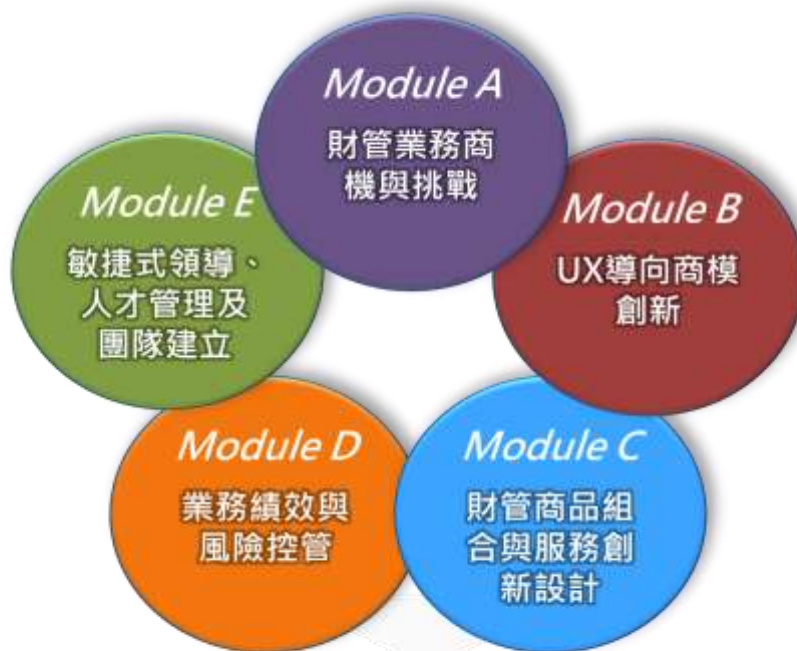 Module A
財管業務商
機與挑戰
Module B
UX導向商模
創新
Module C
財管商品組
合與服務創
新設計
Module D
業務績效與
風險控管
Module E
敏捷式領導、
人才管理及
團隊建立